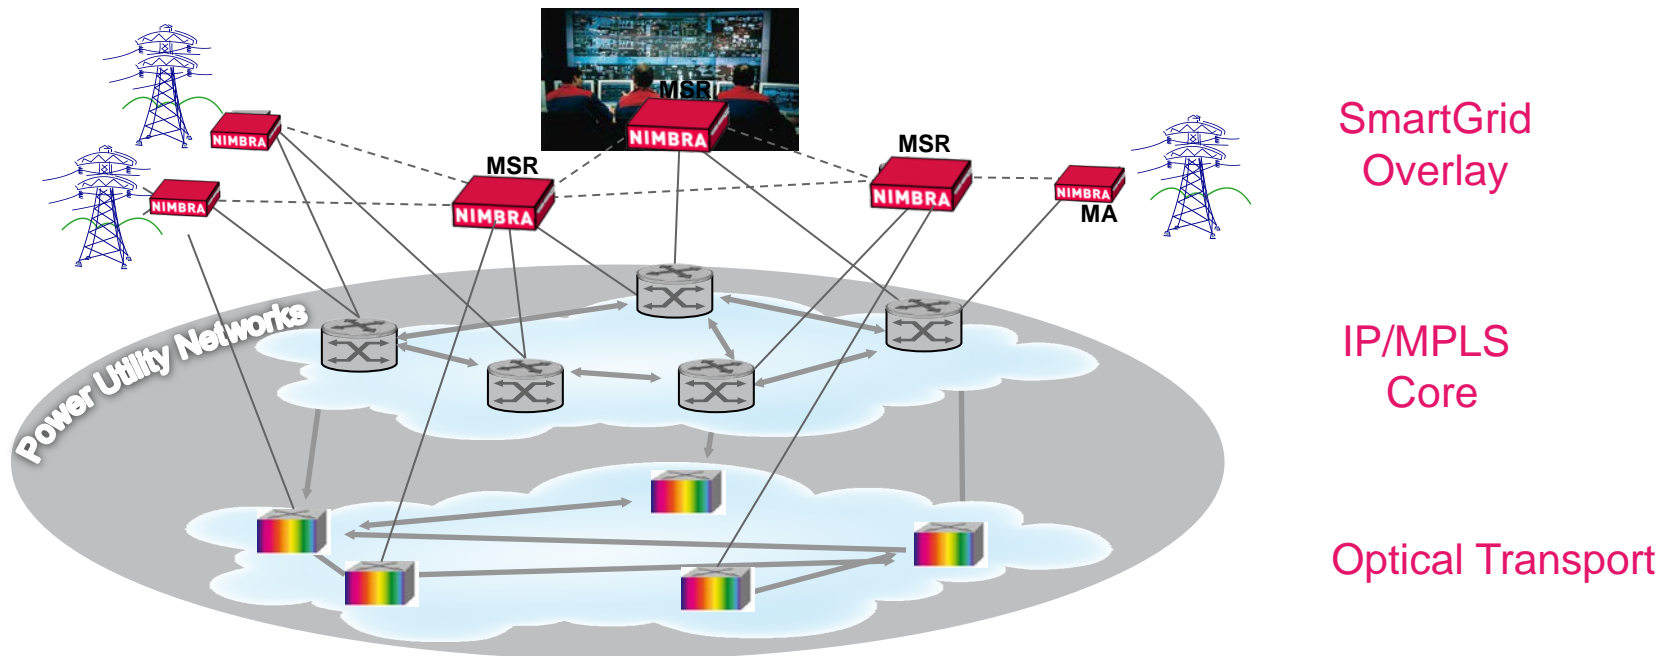 MSR
NIMBRA
NIMBRA
MSR
NIMBRA
MSR
NIMBRA
NIMBRA
MA
NIMBRA
SmartGrid
Overlay
Power Utility Networks
IP/MPLS
Core
Optical Transport